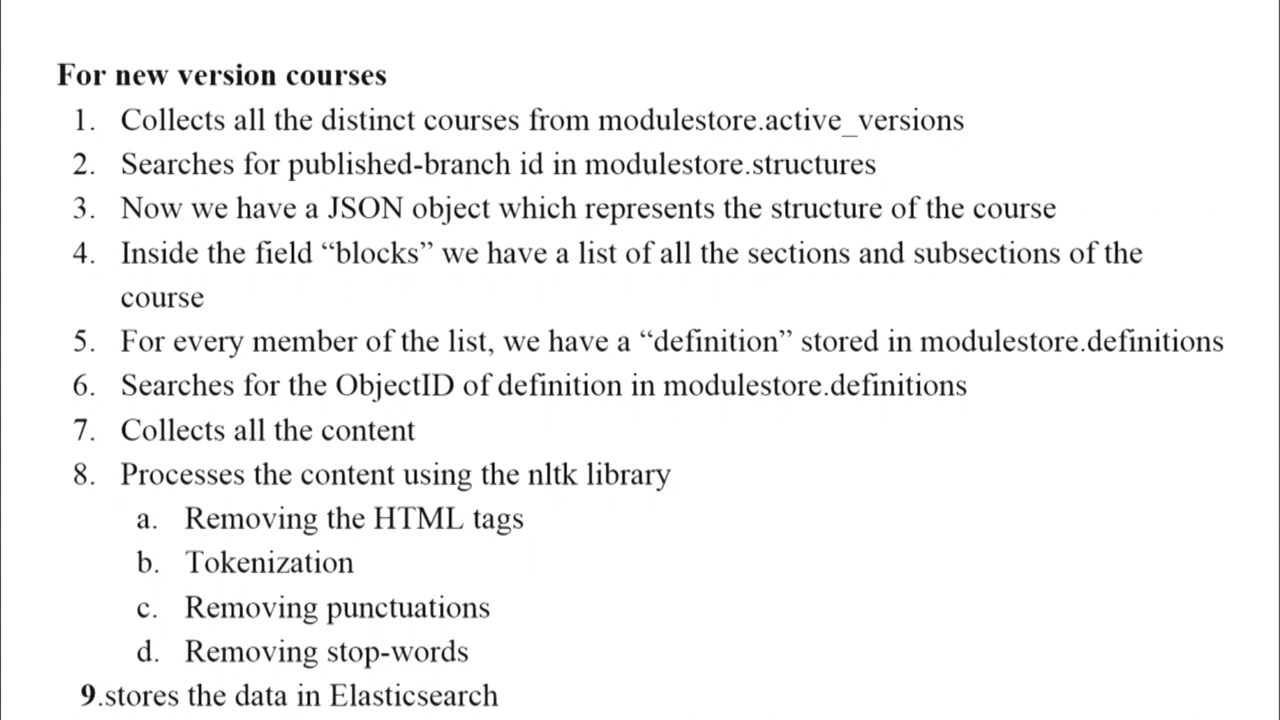 For new version courses
1. Collects all the distinct courses from modulestore.active_versions
2. Searches for published-branch id in modulestore.structures
3. Now we have a JSON object which represents the structure of the course
4. Inside the field “blocks” we have a list of all the sections and subsections of the
course
5. For every member of the list, we have a “definition” stored in modulestore.definitions
6. Searches for the ObjectID of definition in modulestore.definitions
7. Collects all the content
8. Processes the content using the nltk library
a. Removing the HTML tags
b. Tokenization
c. Removing punctuations
d. Removing stop-words
9.stores the data in Elasticsearch